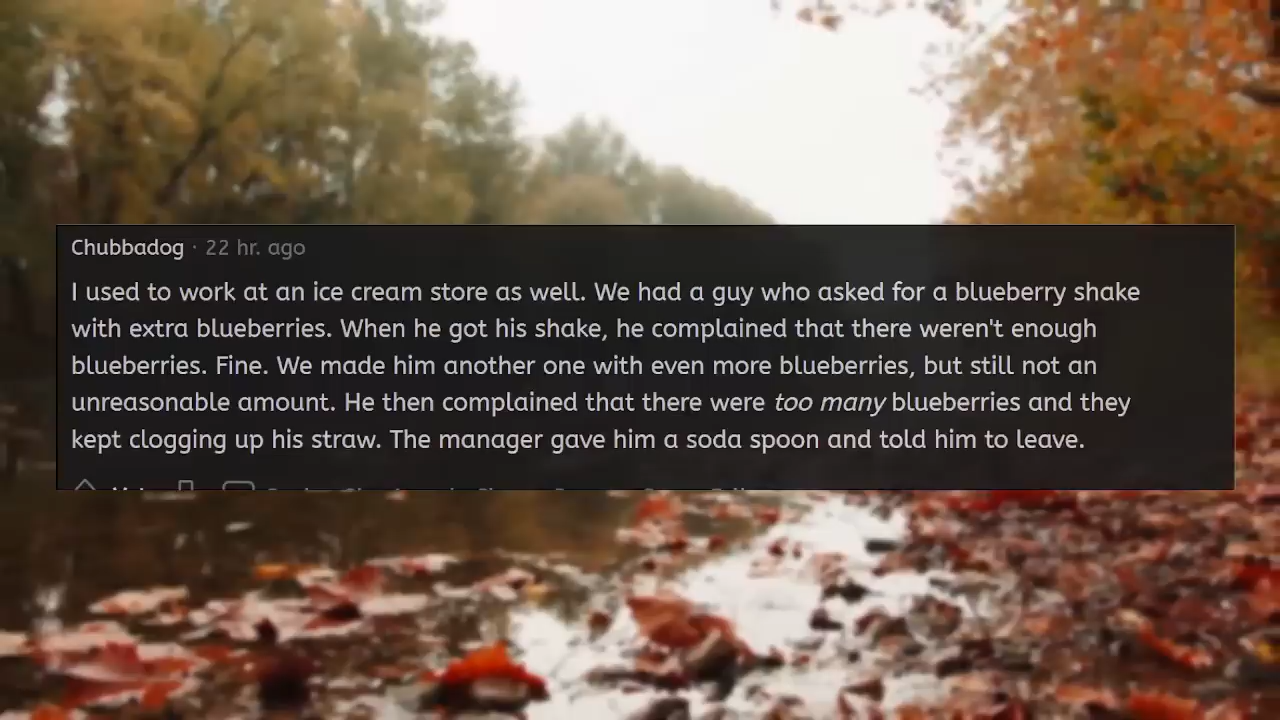 Chubbadog · 22 hr. ago
I used to work at an ice cream store as well. We had a guy who asked for a blueberry shake
with extra blueberries. When he got his shake, he complained that there weren't enough
blueberries. Fine. We made him another one with even more blueberries, but still not an
unreasonable amount. He then complained that there were too many blueberries and they
kept clogging up his straw. The manager gave him a soda spoon and told him to leave.